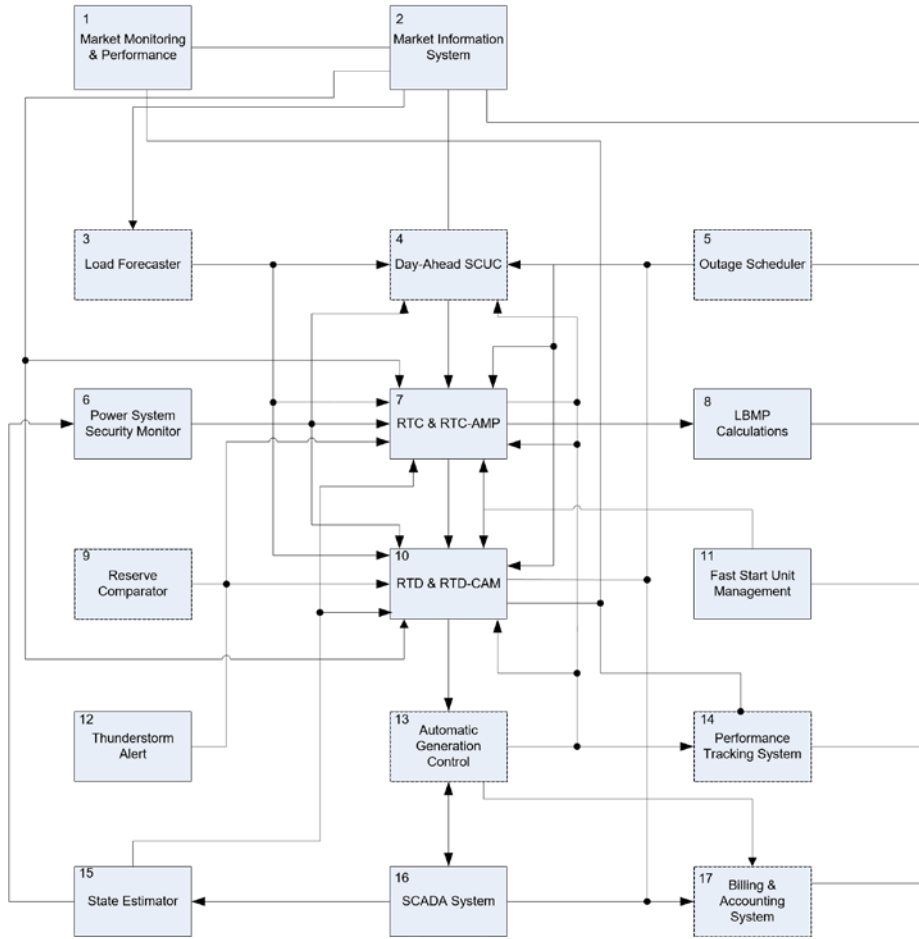 1
Market Monitoring
& Performance
2
Market Information
System
3
Load Forecaster
4
Day-Ahead SCUC
5
Outage Scheduler
6
Power System
Security Monitor
7
RTC & RTC-AMP
8
LBMP
Calculations
9
Reserve
Comparator
10
RTD & RTD-CAM
11
Fast Start Unit
Management
12
Thunderstorm
Alert
13
Automatic
Generation
Control
14
Performance
Tracking System
15
State Estimator
16
SCADA System
17
Billing &
Accounting
System